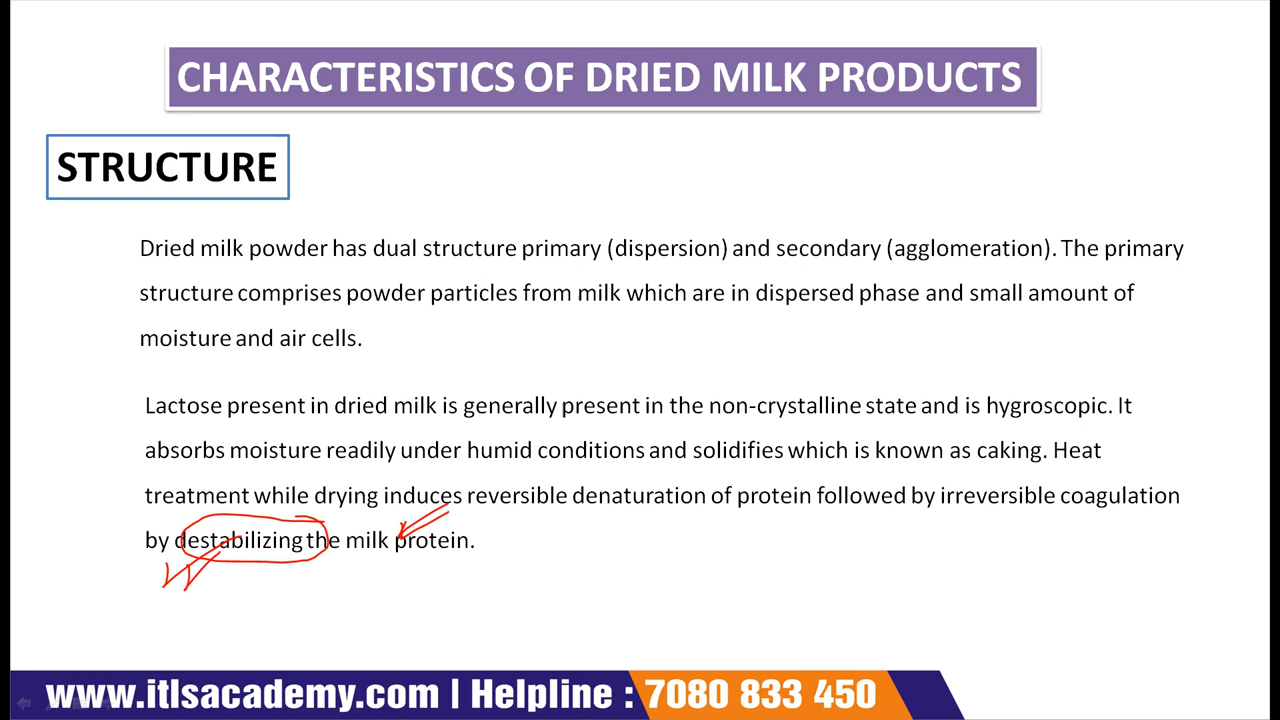 CHARACTERISTICS OF DRIED MILK PRODUCTS
STRUCTURE
Dried milk powder has dual structure primary (dispersion) and secondary (agglomeration). The primary
structure comprises powder particles from milk which are in dispersed phase and small amount of
moisture and air cells.
Lactose present in dried milk is generally present in the non-crystalline state and is hygroscopic. It
absorbs moisture readily under humid conditions and solidifies which is known as caking. Heat
treatment while drying induces reversible denaturation of protein followed by irreversible coagulation
by destabilizing the milk protein.
www.itlsacademy.com | Helpline : 7080 833 450